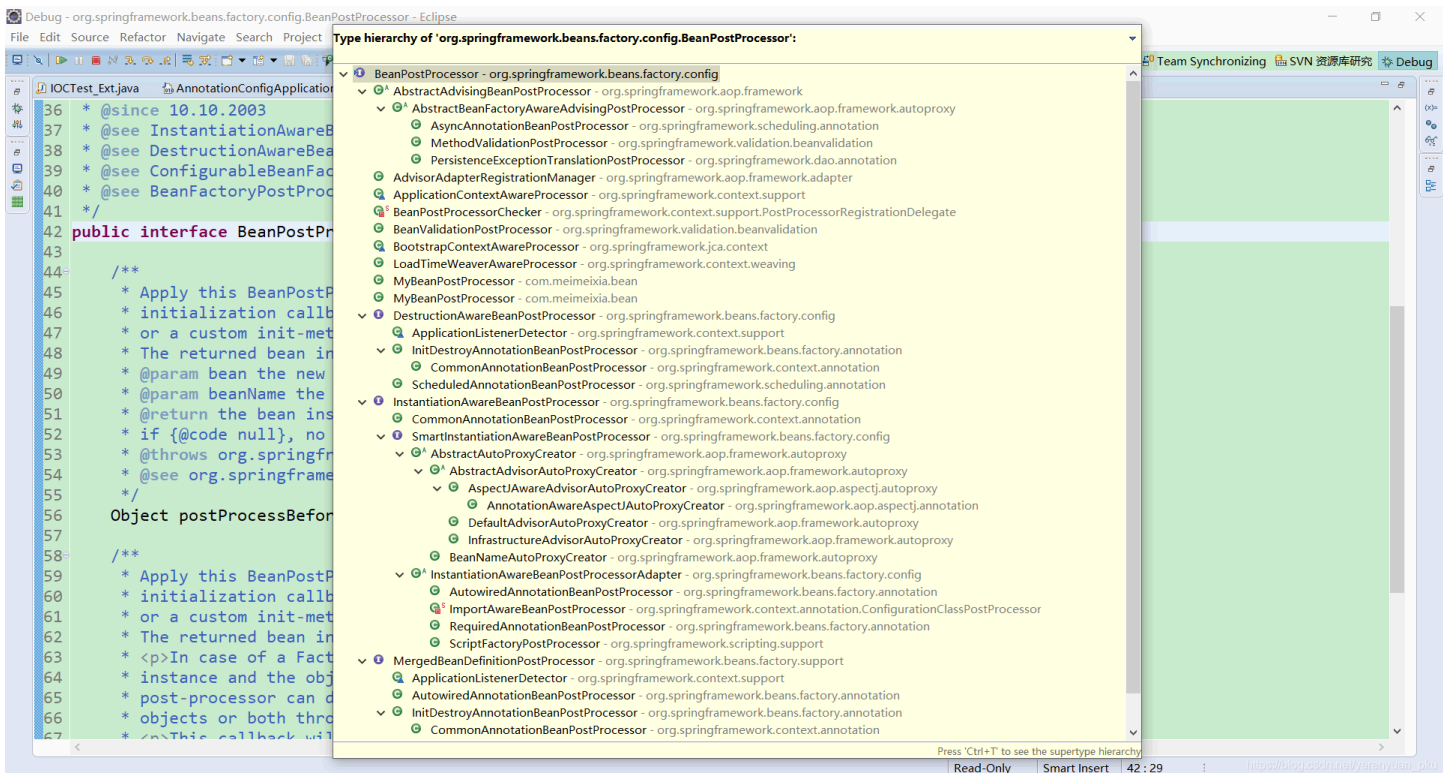 Debug - org.springframework.beans.factory.config.BeanPostProcessor - Eclipse
File Edit Source Refactor Navigate Search Project
Team Synchronizing SVN 资源库研究 Debug
IOCTest_Ext.java AnnotationConfigApplication
Type hierarchy of 'org.springframework.beans.factory.config.BeanPostProcessor':
BeanPostProcessor - org.springframework.beans.factory.config
AbstractAdvisingBeanPostProcessor - org.springframework.aop.framework
AbstractBeanFactoryAwareAdvisingPostProcessor - org.springframework.aop.framework.autoproxy
AsyncAnnotationBeanPostProcessor - org.springframework.scheduling.annotation
MethodValidationPostProcessor - org.springframework.validation.beanvalidation
PersistenceExceptionTranslationPostProcessor - org.springframework.dao.annotation
AdvisorAdapterRegistrationManager - org.springframework.aop.framework.adapter
ApplicationContextAwareProcessor - org.springframework.context.support
BeanPostProcessorChecker - org.springframework.context.support.PostProcessorRegistrationDelegate
BeanValidationPostProcessor - org.springframework.validation.beanvalidation
BootstrapContextAwareProcessor - org.springframework.jca.context
LoadTimeWeaverAwareProcessor - org.springframework.context.weaving
MyBeanPostProcessor - com.meimeixia.bean
MyBeanPostProcessor - com.meimeixia.bean
DestructionAwareBeanPostProcessor - org.springframework.beans.factory.config
ApplicationListenerDetector - org.springframework.context.support
InitDestroyAnnotationBeanPostProcessor - org.springframework.beans.factory.annotation
CommonAnnotationBeanPostProcessor - org.springframework.context.annotation
ScheduledAnnotationBeanPostProcessor - org.springframework.scheduling.annotation
InstantiationAwareBeanPostProcessor - org.springframework.beans.factory.config
CommonAnnotationBeanPostProcessor - org.springframework.context.annotation
SmartInstantiationAwareBeanPostProcessor - org.springframework.beans.factory.config
AbstractAutoProxyCreator - org.springframework.aop.framework.autoproxy
AbstractAdvisorAutoProxyCreator - org.springframework.aop.framework.autoproxy
AspectJAwareAdvisorAutoProxyCreator - org.springframework.aop.aspectj.autoproxy
AnnotationAwareAspectJAutoProxyCreator - org.springframework.aop.aspectj.annotation
DefaultAdvisorAutoProxyCreator - org.springframework.aop.framework.autoproxy
InfrastructureAdvisorAutoProxyCreator - org.springframework.aop.framework.autoproxy
BeanNameAutoProxyCreator - org.springframework.aop.framework.autoproxy
InstantiationAwareBeanPostProcessorAdapter - org.springframework.beans.factory.config
AutowiredAnnotationBeanPostProcessor - org.springframework.beans.factory.annotation
ImportAwareBeanPostProcessor - org.springframework.context.annotation.ConfigurationClassPostProcessor
RequiredAnnotationBeanPostProcessor - org.springframework.beans.factory.annotation
ScriptFactoryPostProcessor - org.springframework.scripting.support
MergedBeanDefinitionPostProcessor - org.springframework.beans.factory.support
ApplicationListenerDetector - org.springframework.context.support
AutowiredAnnotationBeanPostProcessor - org.springframework.beans.factory.annotation
InitDestroyAnnotationBeanPostProcessor - org.springframework.beans.factory.annotation
CommonAnnotationBeanPostProcessor - org.springframework.context.annotation
Press 'Ctrl+T' to see the supertype hierarchy
36 * @since 10.10.2003
37 * @see InstantiationAwareB
38 * @see DestructionAwareBea
39 * @see ConfigurableBeanFac
40 * @see BeanFactoryPostProc
41 */
42 public interface BeanPostPr
43
44 /**
45 * Apply this BeanPostP
46 * initialization callb
47 * or a custom init-met
48 * The returned bean in
49 * @param bean the new
50 * @param beanName the
51 * @return the bean ins
52 * if {@code null}, no
53 * @throws org.springfr
54 * @see org.springframe
55 */
56 Object postProcessBefor
57
58 /**
59 * Apply this BeanPostP
60 * initialization callb
61 * or a custom init-met
62 * The returned bean in
63 * <p>In case of a Fact
64 * instance and the obj
65 * post-processor can d
66 * objects or both thro
67 * <p>This callback wil
Read-Only Smart Insert 42 : 29
https://blog.csdn.net/yerenyuan_pku